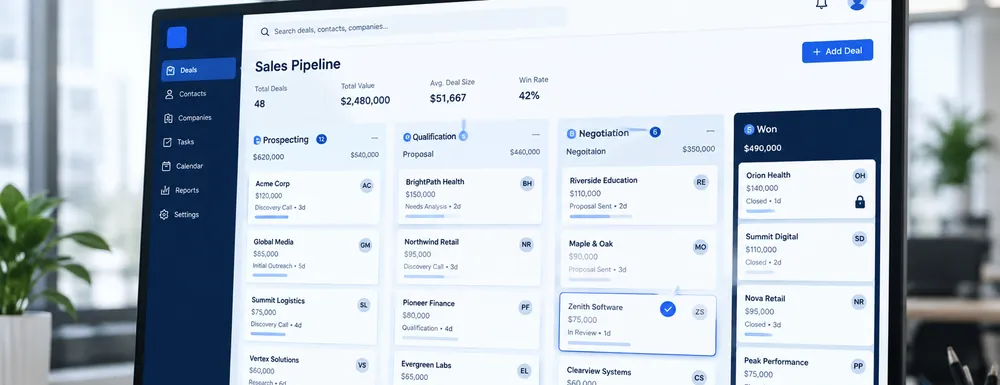 Search deals, contacts, companies...
+ Add Deal
Deals
Contacts
Companies
Tasks
Calendar
Reports
Settings
Sales Pipeline
Total Deals
48
Total Value
$2,480,000
Avg. Deal Size
$51,667
Win Rate
42%
Prospecting 12
$620,000 $540,000
Acme Corp AC
$120,000
Discovery Call • 3d
Global Media GM
$85,000
Initial Outreach • 5d
Summit Logistics SL
$75,000
Discovery Call • 4d
Vertex Solutions VS
$60,000
Research • 6d
Qualification
Proposal $460,000
BrightPath Health BH
$150,000
Needs Analysis • 2d
Northwind Retail NR
$95,000
Discovery Call • 3d
Pioneer Finance PF
$80,000
Qualification • 4d
Evergreen Labs EL
$65,000
Negotiation 6
Negoitaion $350,000
Riverside Education RE
$110,000
Proposal Sent • 2d
Maple & Oak MO
$90,000
Proposal Sent • 3d
Zenith Software ZS
$75,000
In Review • 1d
Clearview Systems CS
$60,000
Won
$490,000
Orion Health OH
$140,000
Closed • 1d
Summit Digital SD
$110,000
Closed • 2d
Nova Retail NR
$95,000
Closed • 3d
Peak Performance PP
$75,000